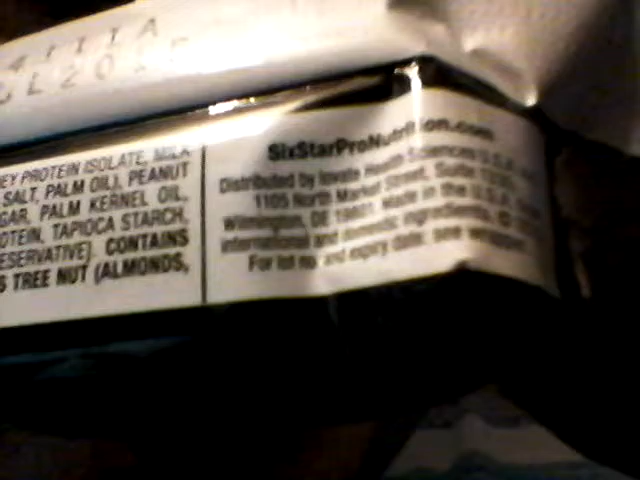 EY PROTEIN ISOLATE, MILK
SALT, PALM OIL), PEANUT
GAR, PALM KERNEL OIL,
OTEIN, TAPIOCA STARCH,
ESERVATIVE). CONTAINS
S TREE NUT (ALMONDS,
SixStarProNutrition.com
Distributed by Iovate Health Sciences U.S.A.
1105 North Market Street, Suite
Wilmington, DE 19801. Made in the U.S.A.
international and domestic ingredients. ©
For lot no. and expiry date: see wrapper.